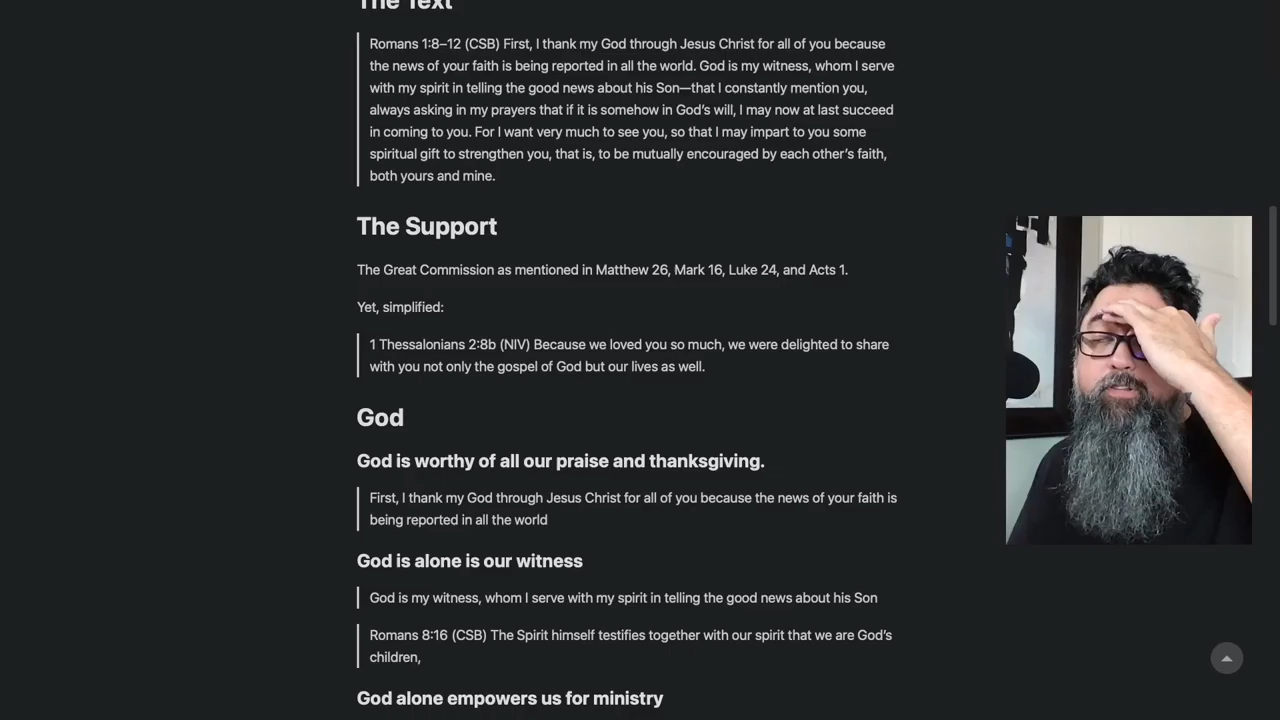 The Text
Romans 1:8–12 (CSB) First, I thank my God through Jesus Christ for all of you because
the news of your faith is being reported in all the world. God is my witness, whom I serve
with my spirit in telling the good news about his Son—that I constantly mention you,
always asking in my prayers that if it is somehow in God’s will, I may now at last succeed
in coming to you. For I want very much to see you, so that I may impart to you some
spiritual gift to strengthen you, that is, to be mutually encouraged by each other’s faith,
both yours and mine.
The Support
The Great Commission as mentioned in Matthew 26, Mark 16, Luke 24, and Acts 1.
Yet, simplified:
1 Thessalonians 2:8b (NIV) Because we loved you so much, we were delighted to share
with you not only the gospel of God but our lives as well.
God
God is worthy of all our praise and thanksgiving.
First, I thank my God through Jesus Christ for all of you because the news of your faith is
being reported in all the world
God is alone is our witness
God is my witness, whom I serve with my spirit in telling the good news about his Son
Romans 8:16 (CSB) The Spirit himself testifies together with our spirit that we are God’s
children,
God alone empowers us for ministry